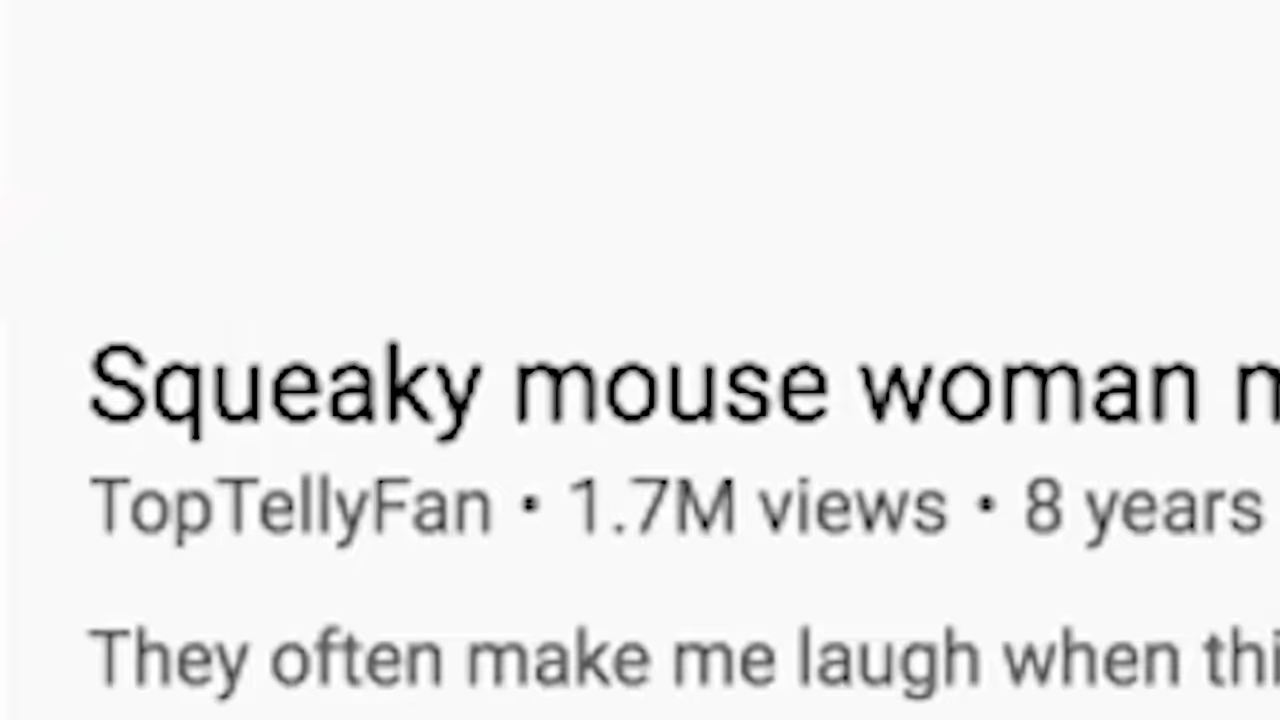 Squeaky mouse woman
TopTellyFan • 1.7M views • 8 years
They often make me laugh when